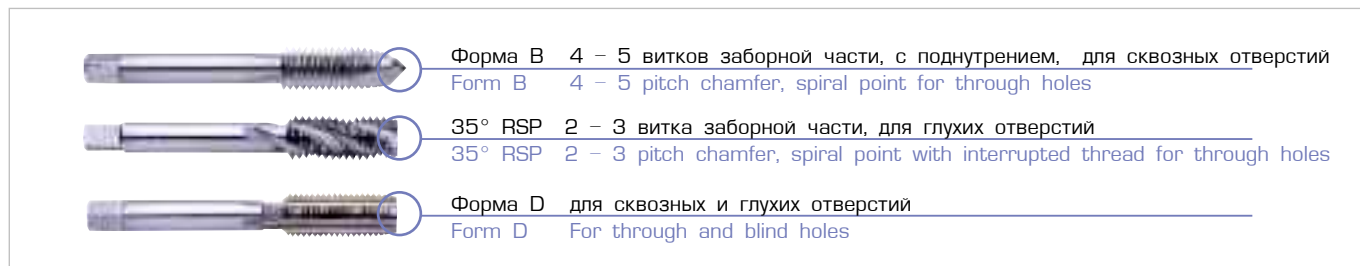 Форма B 4 – 5 витков заборной части, с поднутрением, для сквозных отверстий
Form B 4 – 5 pitch chamfer, spiral point for through holes
35° RSP 2 – 3 витка заборной части, для глухих отверстий
35° RSP 2 – 3 pitch chamfer, spiral point with interrupted thread for through holes
Форма D для сквозных и глухих отверстий
Form D For through and blind holes